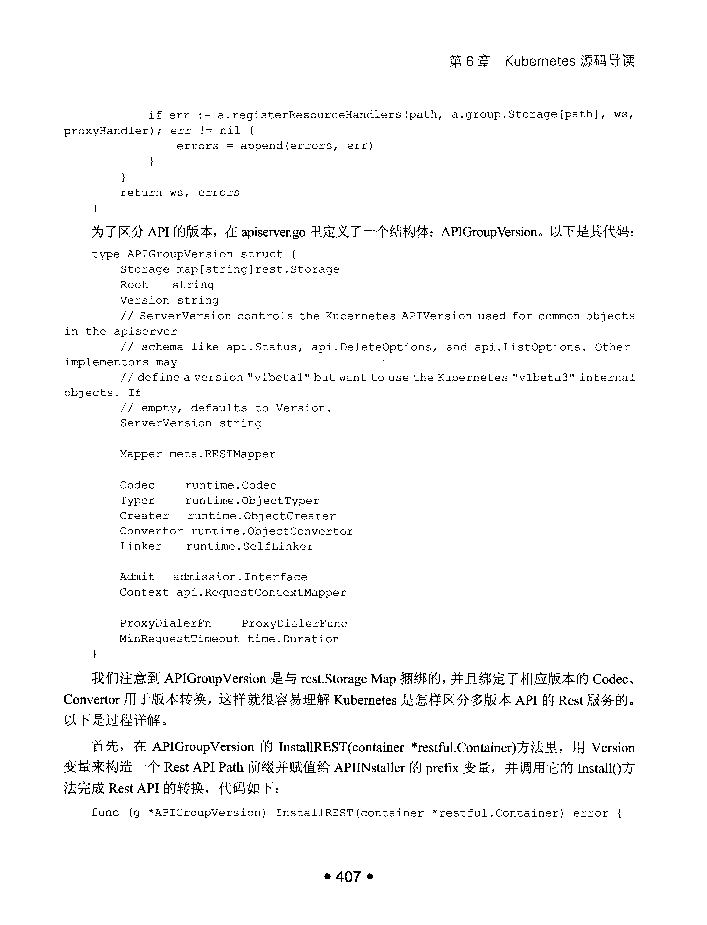 第 6 章 Kubernetes 源码导读
if err := a.registerResourceHandlers(path, a.group.Storage[path], ws,
proxyHandler); err != nil {
errors = append(errors, err)
}
}
return ws, errors
}
为了区分 API 的版本，在 apiserver.go 里定义了一个结构体：APIGroupVersion。以下是其代码：
type APIGroupVersion struct {
Storage map[string]rest.Storage
Root string
Version string
// ServerVersion controls the Kubernetes APIVersion used for common objects
in the apiserver
// schema like api.Status, api.DeleteOptions, and api.ListOptions. Other
implementors may
// define a version "v1beta1" but want to use the Kubernetes "v1beta3" internal
objects. If
// empty, defaults to Version.
ServerVersion string
Mapper meta.RESTMapper
Codec runtime.Codec
Typer runtime.ObjectTyper
Creater runtime.ObjectCreater
Convertor runtime.ObjectConvertor
Linker runtime.SelfLinker
Admit admission.Interface
Context api.RequestContextMapper
ProxyDialerFn ProxyDialerFunc
MinRequestTimeout time.Duration
}
我们注意到 APIGroupVersion 是与 rest.Storage Map 捆绑的，并且绑定了相应版本的 Codec、
Convertor 用于版本转换，这样就很容易理解 Kubernetes 是怎样区分多版本 API 的 Rest 服务的。
以下是过程详解。
首先，在 APIGroupVersion 的 InstallREST(container *restful.Container)方法里，用 Version
变量来构造一个 Rest API Path 前缀并赋值给 APIINstaller 的 prefix 变量，并调用它的 Install()方
法完成 Rest API 的转换，代码如下：
func (g *APIGroupVersion) InstallREST(container *restful.Container) error {
• 407 •